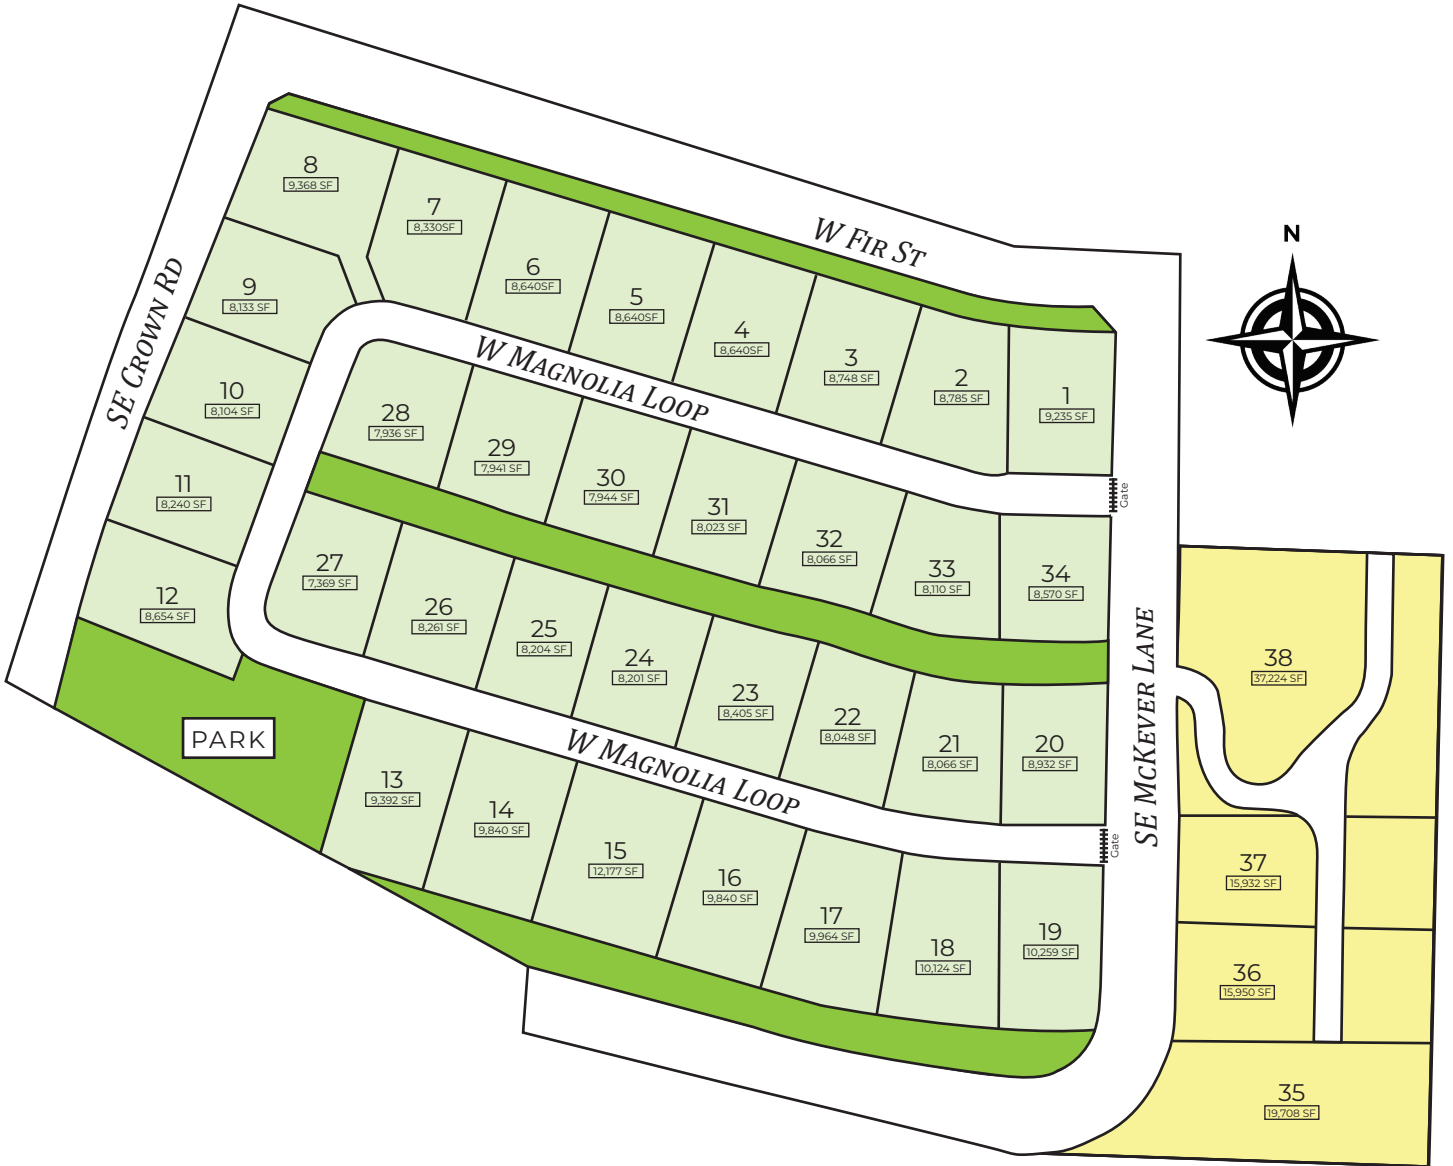 W Fir St
N
SE Crown Rd
8
9,368 SF
7
8,330SF
6
8,640SF
5
8,640SF
4
8,640SF
3
8,748 SF
2
8,785 SF
1
9,235 SF
9
8,133 SF
10
8,104 SF
11
8,240 SF
12
8,654 SF
W Magnolia Loop
Gate
28
7,936 SF
29
7,941 SF
30
7,944 SF
31
8,023 SF
32
8,066 SF
33
8,110 SF
34
8,570 SF
27
7,369 SF
26
8,261 SF
25
8,204 SF
24
8,201 SF
23
8,405 SF
22
8,048 SF
21
8,066 SF
20
8,932 SF
PARK
W Magnolia Loop
Gate
13
9,392 SF
14
9,840 SF
15
12,177 SF
16
9,840 SF
17
9,964 SF
18
10,124 SF
19
10,259 SF
SE McKever Lane
38
37,224 SF
37
15,932 SF
36
15,950 SF
35
19,708 SF